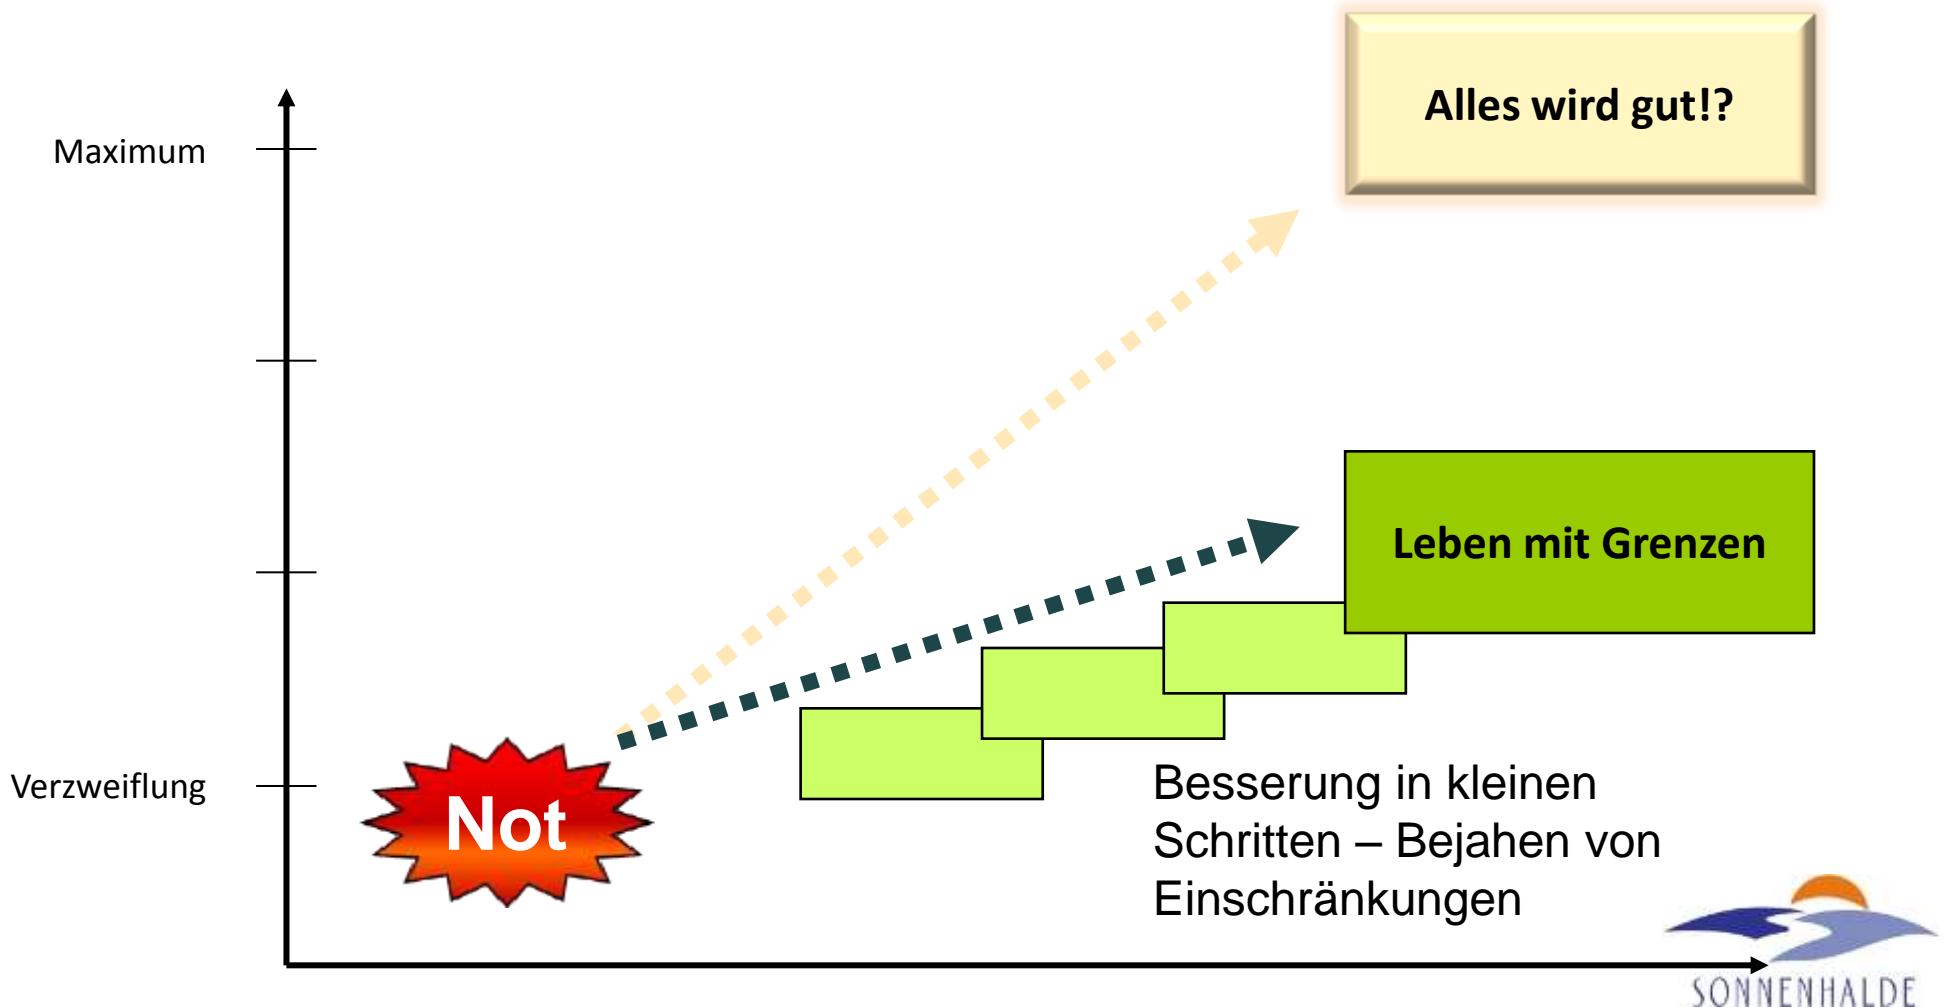 Alles wird gut!?
Maximum
Leben mit Grenzen
Verzweiflung
Not
Besserung in kleinen
Schritten – Bejahen von
Einschränkungen
SONNENHALDE